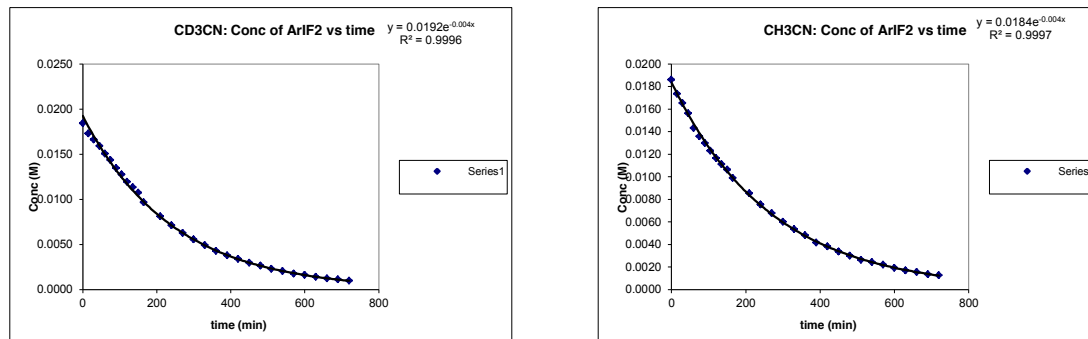 CD3CN: Conc of ArIF2 vs time
y = 0.0192e-0.004x
R² = 0.9996
0.0250
0.0200
0.0150
0.0100
0.0050
0.0000
Conc (M)
0 200 400 600 800
time (min)
Series1
CH3CN: Conc of ArIF2 vs time
y = 0.0184e-0.004x
R² = 0.9997
0.0200
0.0180
0.0160
0.0140
0.0120
0.0100
0.0080
0.0060
0.0040
0.0020
0.0000
Conc (M)
0 200 400 600 800
time (min)
Series